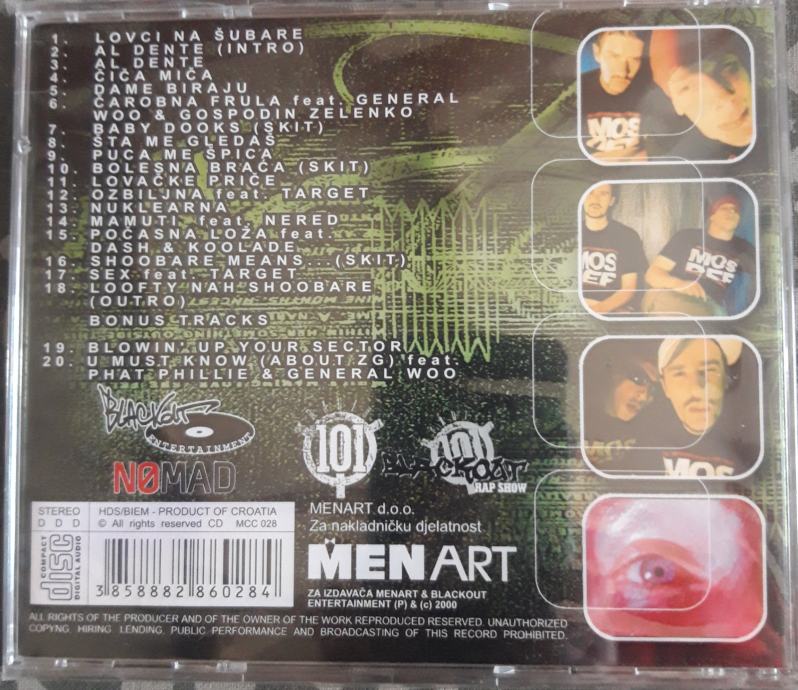 1. LOVCI NA ŠUBARE
2. AL DENTE (INTRO)
3. AL DENTE
4. ČIČA MIČA
5. DAME BIRAJU
6. ČAROBNA FRULA feat. GENERAL
WOO & GOSPODIN ZELENKO
7. BABY DOOKS (SKIT)
8. ŠTA ME GLEDAŠ
9. PUCA ME ŠPICA
10. BOLESNA BRAĆA (SKIT)
11. LOVAČKE PRIČE
12. OZBILJNA feat. TARGET
13. NUKLEARNA
14. MAMUTI feat. NERED
15. POČASNA LOŽA feat.
DASH & KOOLADE
16. SHOOBARE MEANS...(SKIT)
17. SEX feat. TARGET
18. LOOFTY NAH SHOOBARE
(OUTRO)
BONUS TRACKS
19. BLOWIN' UP YOUR SECTOR
20. U MUST KNOW (ABOUT ZG) feat.
PHAT PHILLIE & GENERAL WOO
MOS
MOS
DEF
MOS
DEF
MOS
BLACKOUT
ENTERTAINMENT
NØMAD
101
101
BLACKOUT
RAP SHOW
STEREO
D D D
HDS/BIEM - PRODUCT OF CROATIA
© All rights reserved CD MCC 028
COMPACT
disc
DIGITAL AUDIO
3 858882 860284
MENART d.o.o.
Za nakladničku djelatnost
MENART
ZA IZDAVAČA MENART & BLACKOUT
ENTERTAINMENT (P) & (c) 2000
ALL RIGHTS OF THE PRODUCER AND OF THE OWNER OF THE WORK REPRODUCED RESERVED. UNAUTHORIZED
COPYNG, HIRING, LENDING, PUBLIC PERFORMANCE AND BROADCASTING OF THIS RECORD PROHIBITED.